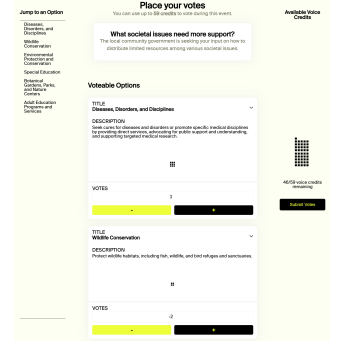 Place your votes
You can use up to 59 credits to vote during this event.
What societal issues need more support?
The local community government is seeking your input on how to
distribute limited resources among various societal issues.
Jump to an Option
Diseases,
Disorders, and
Disciplines
Wildlife
Conservation
Environmental
Protection and
Conservation
Special Education
Botanical
Gardens, Parks,
and Nature
Centers
Adult Education
Programs and
Services
Voteable Options
TITLE
Diseases, Disorders, and Disciplines
DESCRIPTION
Seek cures for diseases and disorders or promote specific medical disciplines
by providing direct services, advocating for public support and understanding,
and supporting targeted medical research.
VOTES
3
-
+
TITLE
Wildlife Conservation
DESCRIPTION
Protect wildlife habitats, including fish, wildlife, and bird refuges and sanctuaries.
VOTES
-2
-
+
Available Voice
Credits
46/59 voice credits
remaining
Submit Votes